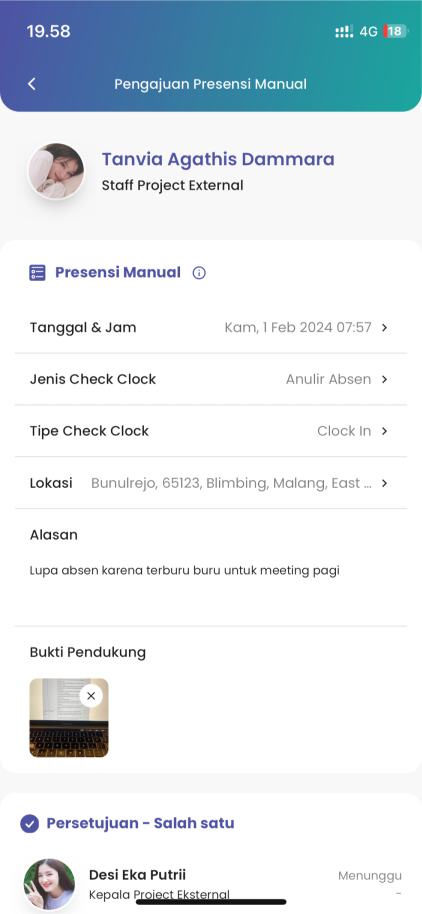 19.58
4G 18
Pengajuan Presensi Manual
Tanvia Agathis Dammara
Staff Project External
Presensi Manual
Tanggal & Jam Kam, 1 Feb 2024 07:57
Jenis Check Clock Anulir Absen
Tipe Check Clock Clock In
Lokasi Bunulrejo, 65123, Blimbing, Malang, East ...
Alasan
Lupa absen karena terburu buru untuk meeting pagi
Bukti Pendukung
Persetujuan - Salah satu
Desi Eka Putrii Menunggu
Kepala Project Eksternal -